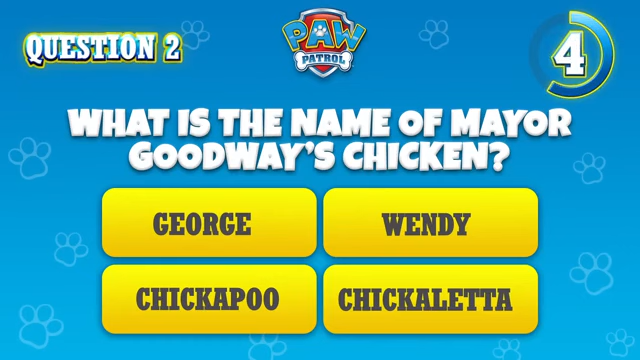 QUESTION 2
PAW
PATROL
4
WHAT IS THE NAME OF MAYOR
GOODWAY'S CHICKEN?
GEORGE
WENDY
CHICKAPOO
CHICKALETTA